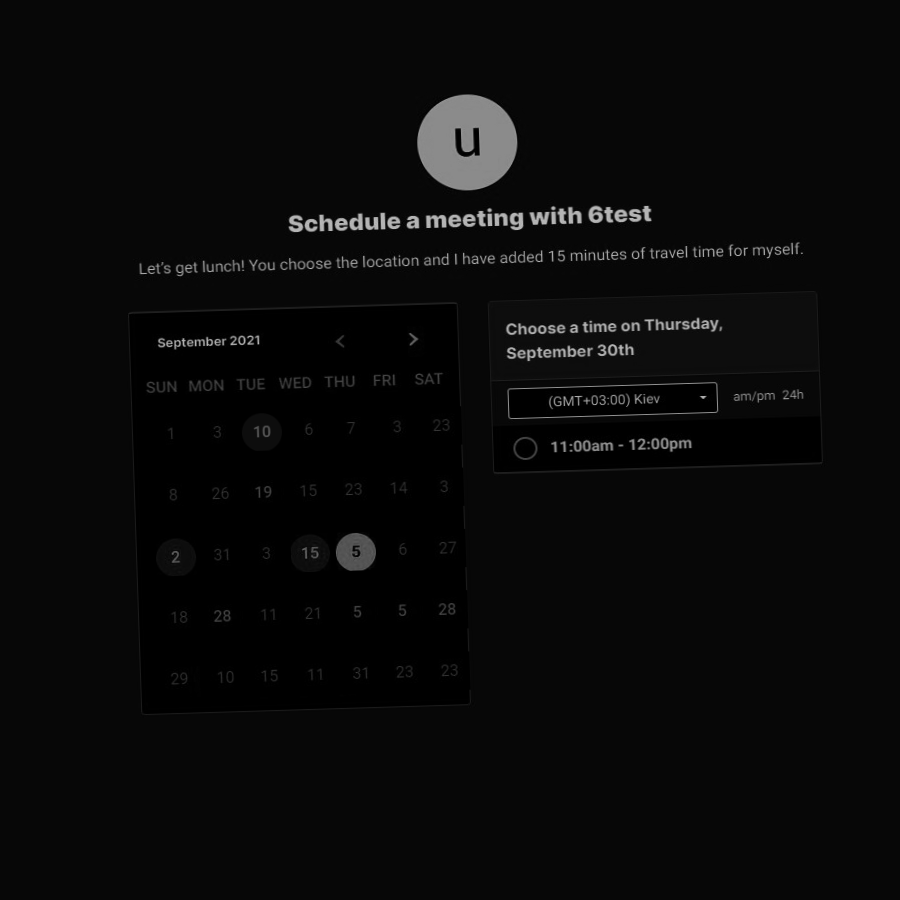 u
Schedule a meeting with 6test
Let's get lunch! You choose the location and I have added 15 minutes of travel time for myself.
September 2021
SUN MON TUE WED THU FRI SAT
1 3 10 6 7 3 23
8 26 19 15 23 14 3
2 31 3 15 5 6 27
18 28 11 21 5 5 28
29 10 15 11 31 23 23
Choose a time on Thursday,
September 30th
(GMT+03:00) Kiev am/pm 24h
11:00am - 12:00pm